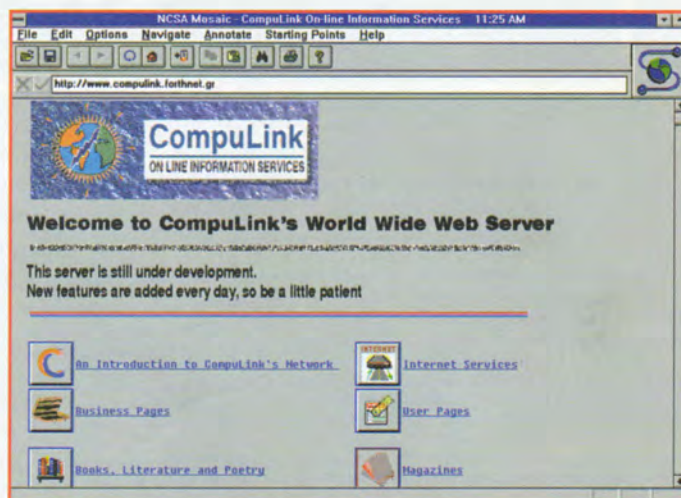 NCSA Mosaic - CompuLink On-line Information Services 11:25 AM
File Edit Options Navigate Annotate Starting Points Help
http://www.compulink.forthnet.gr
CompuLink
ON LINE INFORMATION SERVICES
Welcome to CompuLink's World Wide Web Server
This server is still under development.
New features are added every day, so be a little patient
An Introduction to CompuLink's Network
INTERNET
Internet Services
Business Pages
User Pages
Books, Literature and Poetry
Magazines